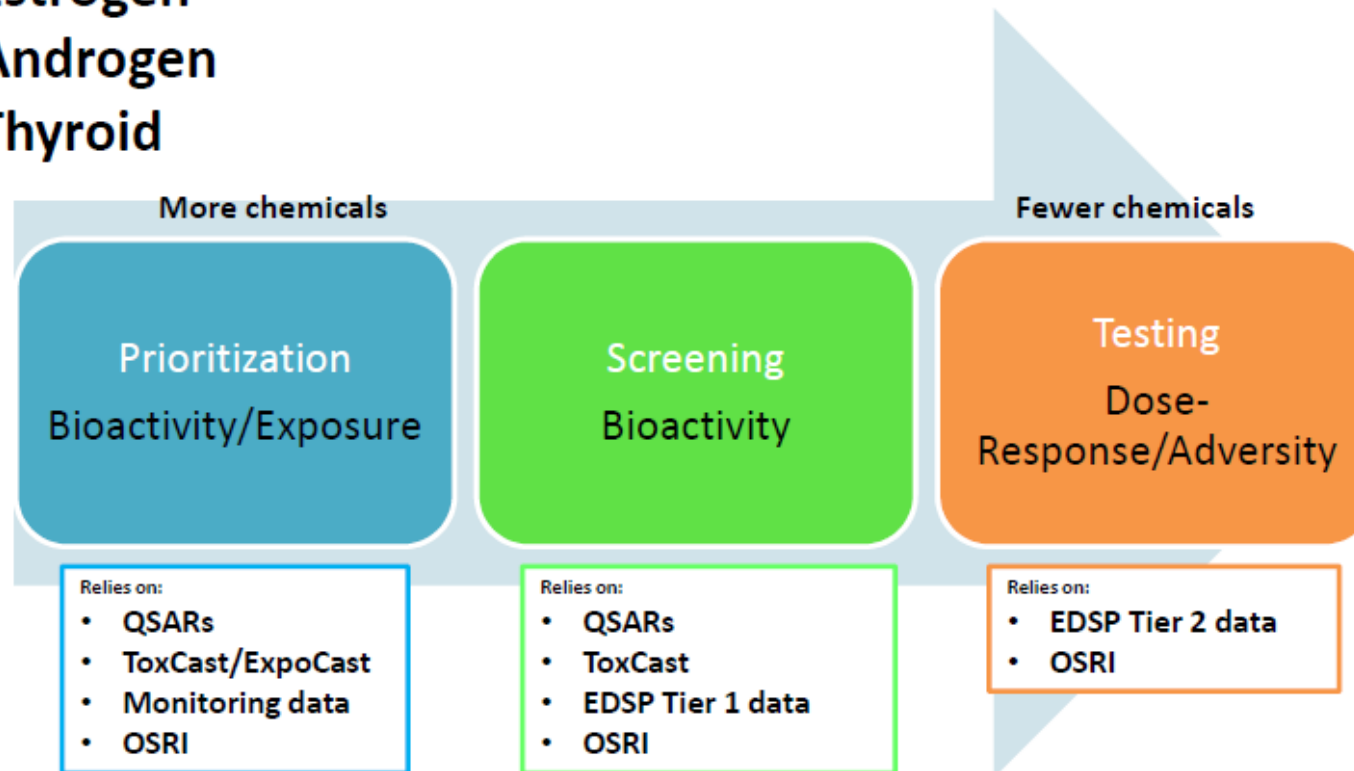 Estrogen
Androgen
Thyroid
More chemicals
Fewer chemicals
Prioritization
Bioactivity/Exposure
Screening
Bioactivity
Testing
Dose-
Response/Adversity
Relies on:
• QSARs
• ToxCast/ExpoCast
• Monitoring data
• OSRI
Relies on:
• QSARs
• ToxCast
• EDSP Tier 1 data
• OSRI
Relies on:
• EDSP Tier 2 data
• OSRI